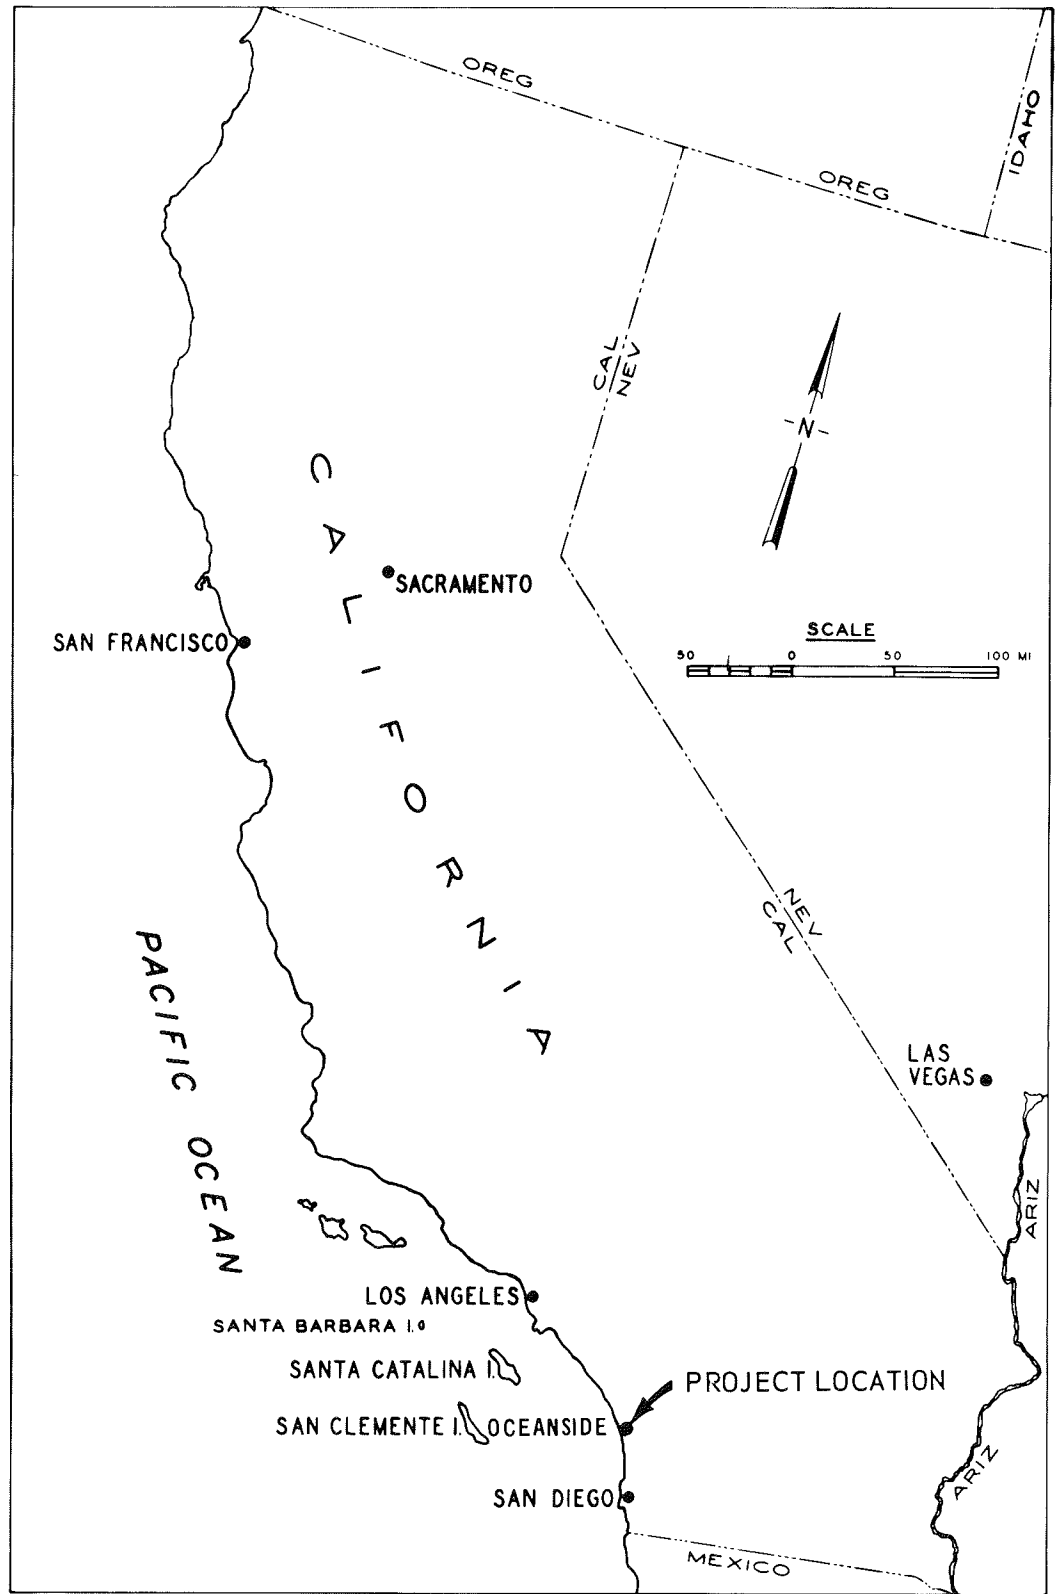 OREG
IDAHO
OREG
CAL
NEV
-N-
CALIFORNIA
SACRAMENTO
SCALE
50 0 50 100 MI
SAN FRANCISCO
NEV
CAL
PACIFIC OCEAN
LAS
VEGAS
ARIZ
LOS ANGELES
SANTA BARBARA I.
SANTA CATALINA I.
PROJECT LOCATION
SAN CLEMENTE I.
OCEANSIDE
ARIZ
SAN DIEGO
MEXICO